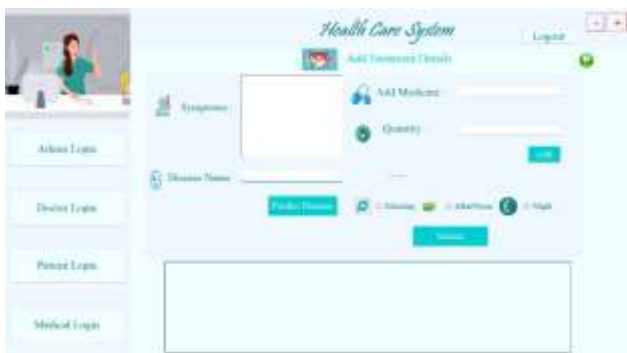 Health Care System
Logout
Add Treatment Details
Symptoms :
Add Medicine :
Quantity :
Add
Disease Name
Predict Disease
Morning
AfterNoon
Night
Submit
Admin Login
Doctor Login
Patient Login
Medical Login